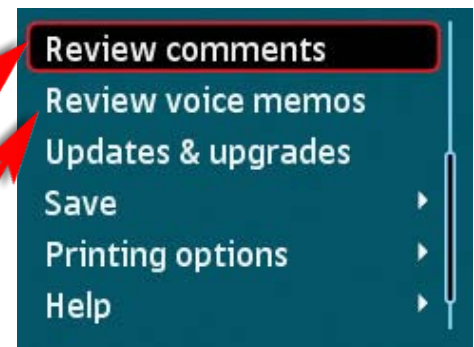 Review comments
Review voice memos
Updates & upgrades
Save
Printing options
Help